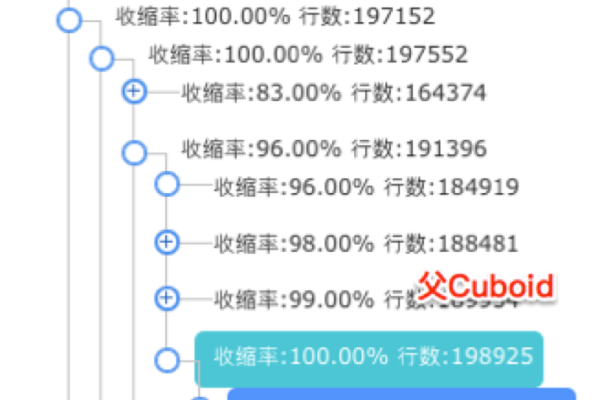 收缩率:100.00% 行数:197152
收缩率:100.00% 行数:197552
收缩率:83.00% 行数:164374
收缩率:96.00% 行数:191396
收缩率:96.00% 行数:184919
收缩率:98.00% 行数:188481
父Cuboid
收缩率:99.00% 行数:
收缩率:100.00% 行数:198925